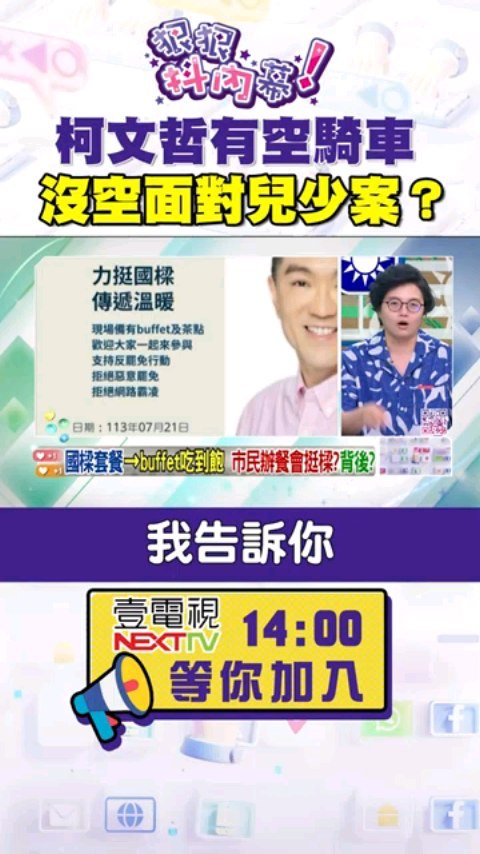 狠狠
料內幕!
柯文哲有空騎車
沒空面對兒少案？
力挺國樑
傳遞溫暖
現場備有buffet及茶點
歡迎大家一起來參與
支持反罷免行動
拒絕惡意罷免
拒絕網路霸凌
日期：113年07月21日
+1
+1
國樑套餐→buffet吃到飽 市民辦餐會挺樑?背後?
我告訴你
壹電視
NEXTTV
14:00
等你加入